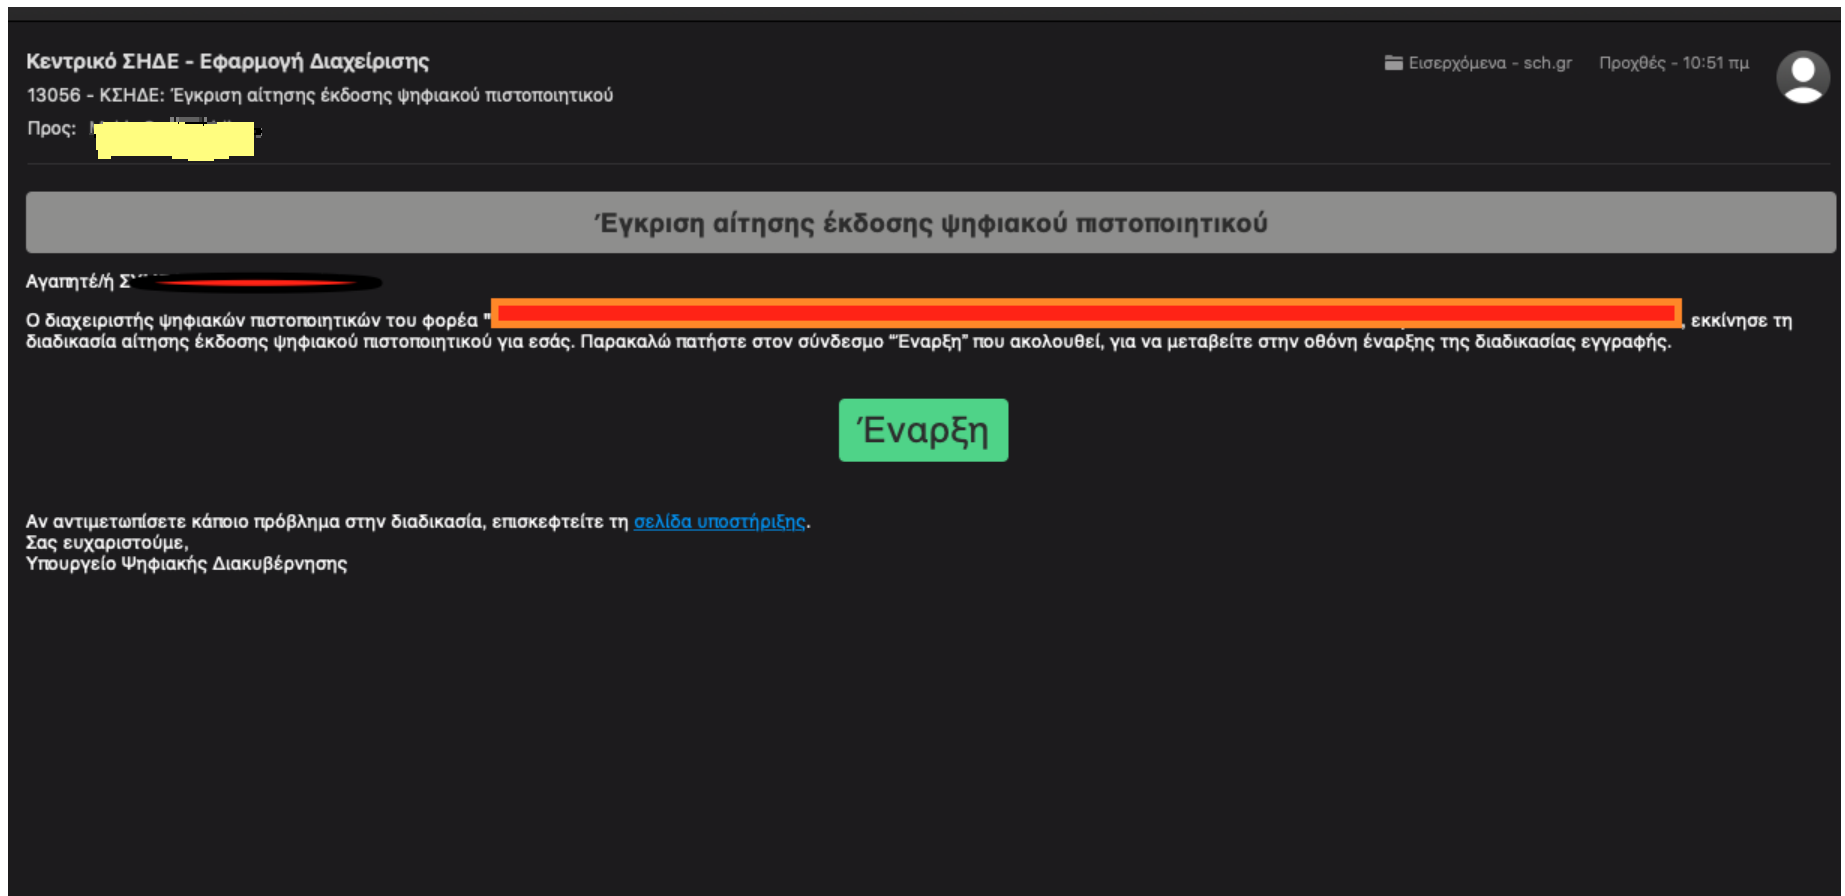 Κεντρικό ΣΗΔΕ - Εφαρμογή Διαχείρισης
Εισερχόμενα - sch.gr Προχθές - 10:51 πμ
13056 - ΚΣΗΔΕ: Έγκριση αίτησης έκδοσης ψηφιακού πιστοποιητικού
Προς:
Έγκριση αίτησης έκδοσης ψηφιακού πιστοποιητικού
Αγαπητέ/ή
Ο διαχειριστής ψηφιακών πιστοποιητικών του φορέα " , εκκίνησε τη
διαδικασία αίτησης έκδοσης ψηφιακού πιστοποιητικού για εσάς. Παρακαλώ πατήστε στον σύνδεσμο "Έναρξη" που ακολουθεί, για να μεταβείτε στην οθόνη έναρξης της διαδικασίας εγγραφής.
Έναρξη
Αν αντιμετωπίσετε κάποιο πρόβλημα στην διαδικασία, επισκεφτείτε τη σελίδα υποστήριξης.
Σας ευχαριστούμε,
Υπουργείο Ψηφιακής Διακυβέρνησης